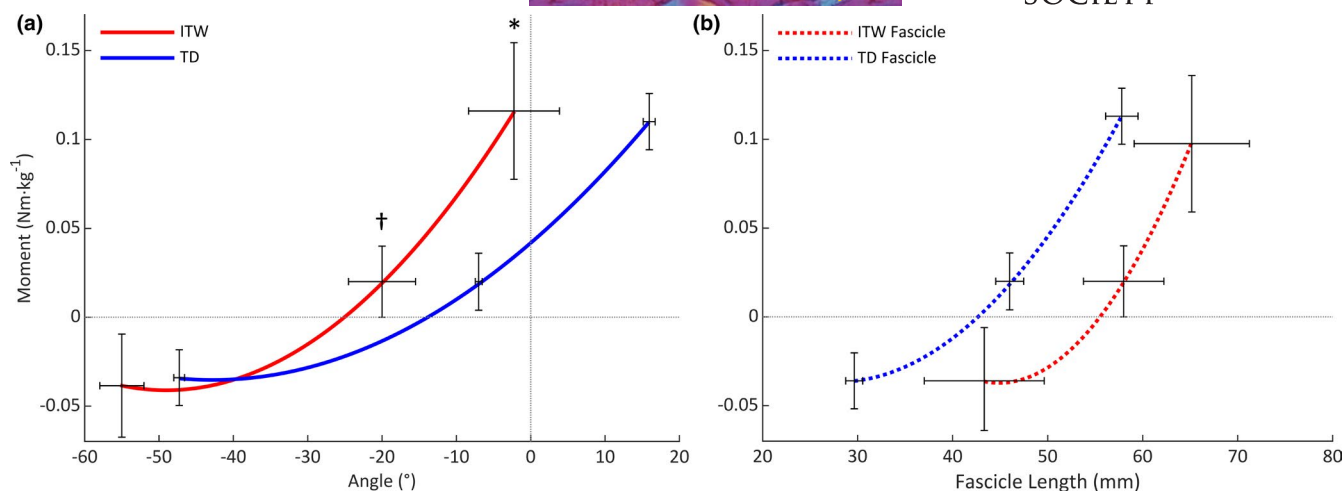 SOCIETY
(a)
ITW
TD
*
†
0.15
0.1
0.05
0
-0.05
Moment (Nm·kg⁻¹)
-60 -50 -40 -30 -20 -10 0 10 20
Angle (°)
(b)
ITW Fascicle
TD Fascicle
0.15
0.1
0.05
0
-0.05
20 30 40 50 60 70 80
Fascicle Length (mm)